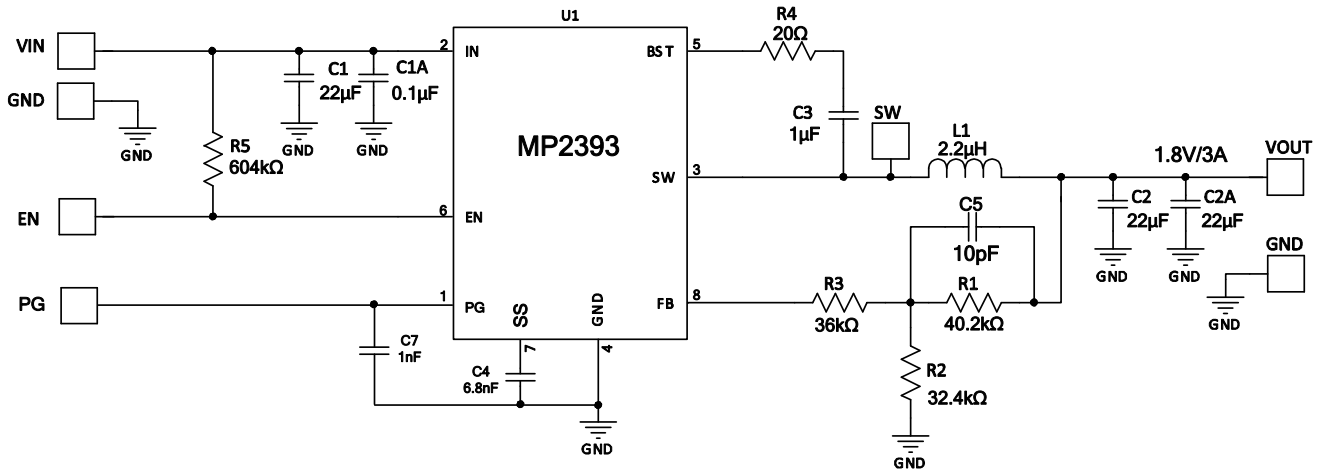 U1
VIN
2
IN
BST
5
R4
20Ω
C1
22µF
C1A
0.1µF
GND
GND
GND
GND
R5
604kΩ
MP2393
C3
1µF
SW
L1
2.2µH
1.8V/3A
VOUT
SW
3
C2
22µF
C2A
22µF
GND
GND
EN
6
EN
C5
10pF
GND
GND
PG
1
PG
SS
7
GND
4
FB
8
R3
36kΩ
R1
40.2kΩ
C7
1nF
C4
6.8nF
R2
32.4kΩ
GND
GND